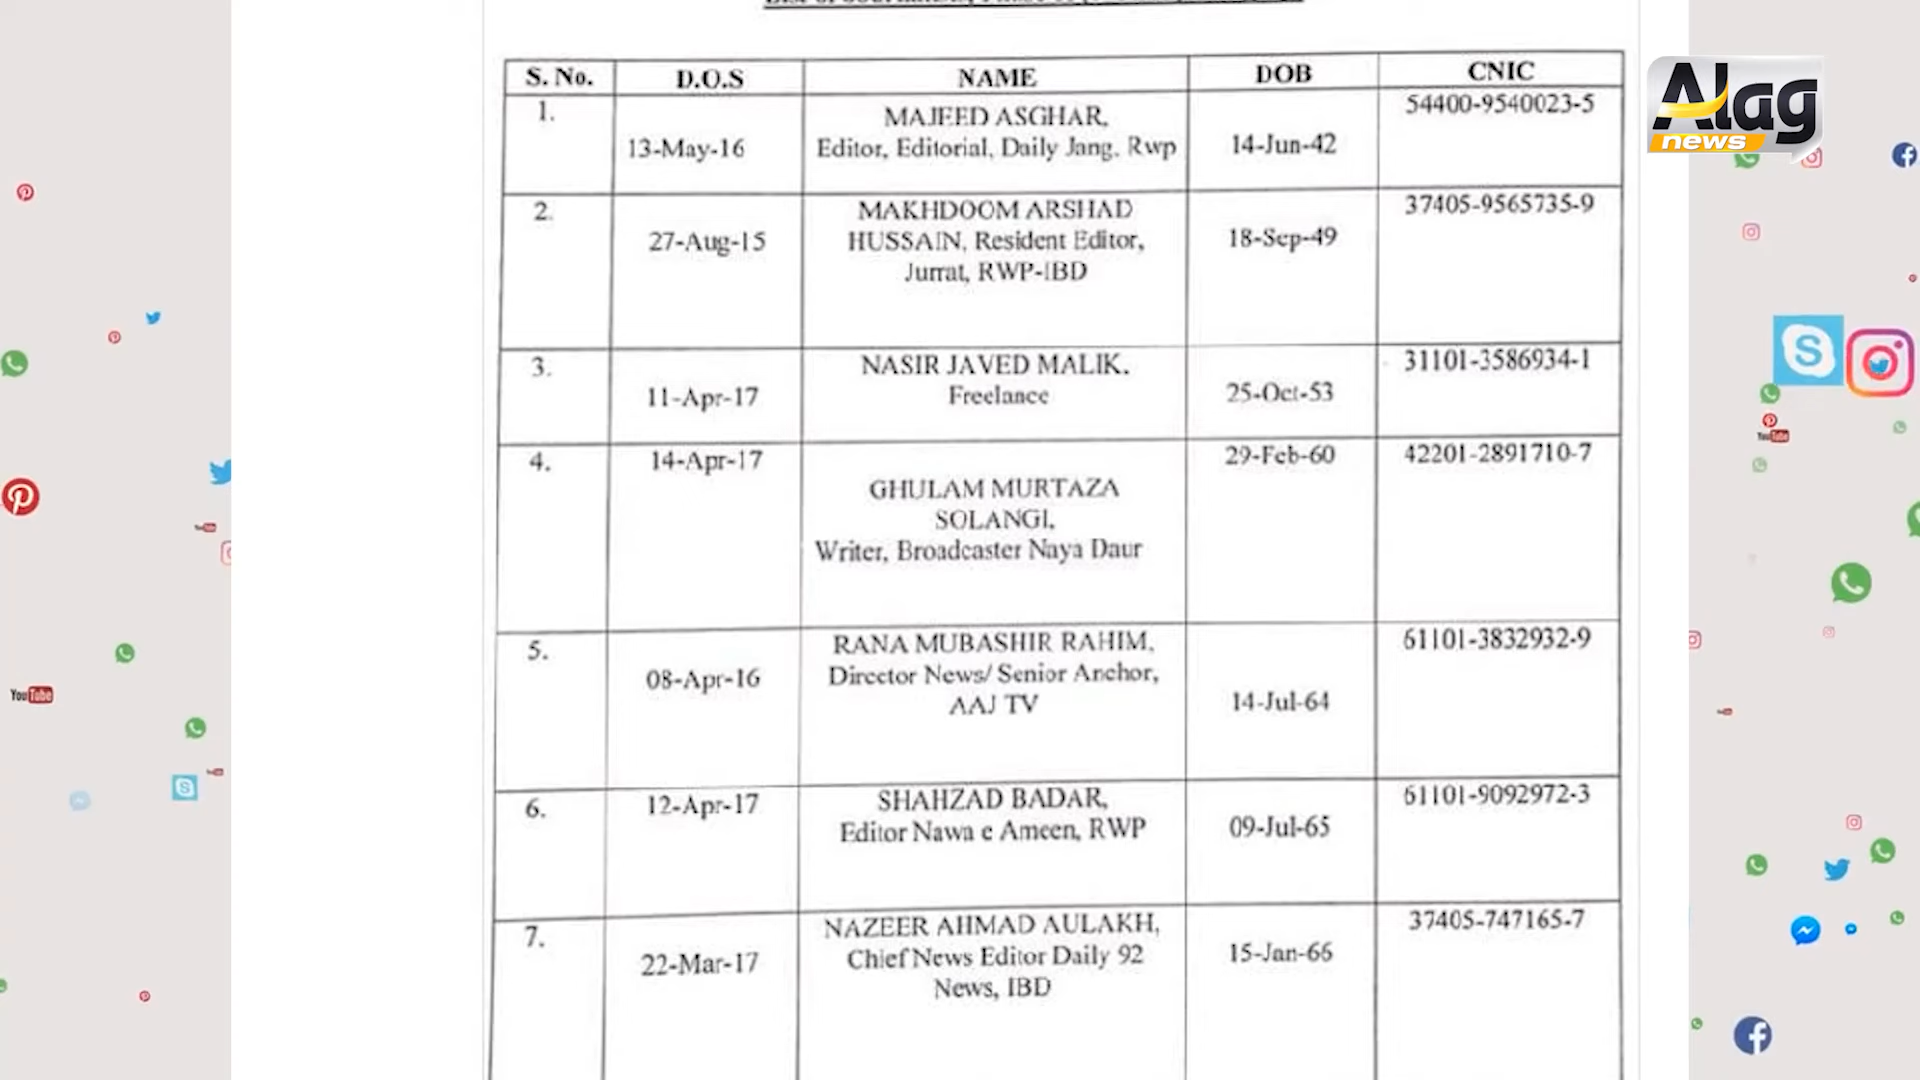 S. No. D.O.S NAME DOB CNIC
1. 13-May-16 MAJEED ASGHAR, 14-Jun-42 54400-9540023-5
Editor, Editorial, Daily Jang, Rwp
2. 27-Aug-15 MAKHDOOM ARSHAD 18-Sep-49 37405-9565735-9
HUSSAIN, Resident Editor,
Jurrat, RWP-IBD
3. 11-Apr-17 NASIR JAVED MALIK, 25-Oct-53 31101-3586934-1
Freelance
4. 14-Apr-17 GHULAM MURTAZA 29-Feb-60 42201-2891710-7
SOLANGI,
Writer, Broadcaster Naya Daur
5. 08-Apr-16 RANA MUBASHIR RAHIM, 14-Jul-64 61101-3832932-9
Director News/ Senior Anchor,
AAJ TV
6. 12-Apr-17 SHAHZAD BADAR, 09-Jul-65 61101-9092972-3
Editor Nawa e Ameen, RWP
7. 22-Mar-17 NAZEER AHMAD AULAKH, 15-Jan-66 37405-747165-7
Chief News Editor Daily 92
News, IBD
Alag
news
YouTube
YouTube